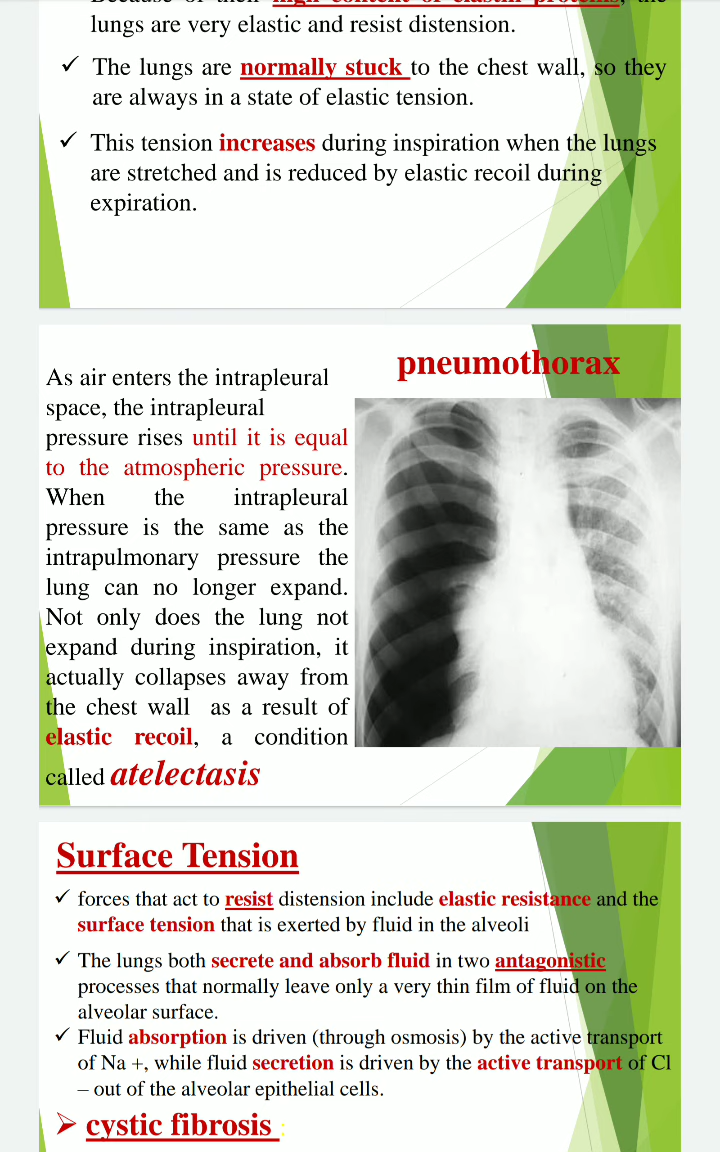 Because of their high content of elastin proteins, the
lungs are very elastic and resist distension.
✓ The lungs are normally stuck to the chest wall, so they
are always in a state of elastic tension.
✓ This tension increases during inspiration when the lungs
are stretched and is reduced by elastic recoil during
expiration.
pneumothorax
As air enters the intrapleural
space, the intrapleural
pressure rises until it is equal
to the atmospheric pressure.
When the intrapleural
pressure is the same as the
intrapulmonary pressure the
lung can no longer expand.
Not only does the lung not
expand during inspiration, it
actually collapses away from
the chest wall as a result of
elastic recoil, a condition
called atelectasis
Surface Tension
✓ forces that act to resist distension include elastic resistance and the
surface tension that is exerted by fluid in the alveoli
✓ The lungs both secrete and absorb fluid in two antagonistic
processes that normally leave only a very thin film of fluid on the
alveolar surface.
✓ Fluid absorption is driven (through osmosis) by the active transport
of Na +, while fluid secretion is driven by the active transport of Cl
– out of the alveolar epithelial cells.
➢ cystic fibrosis :